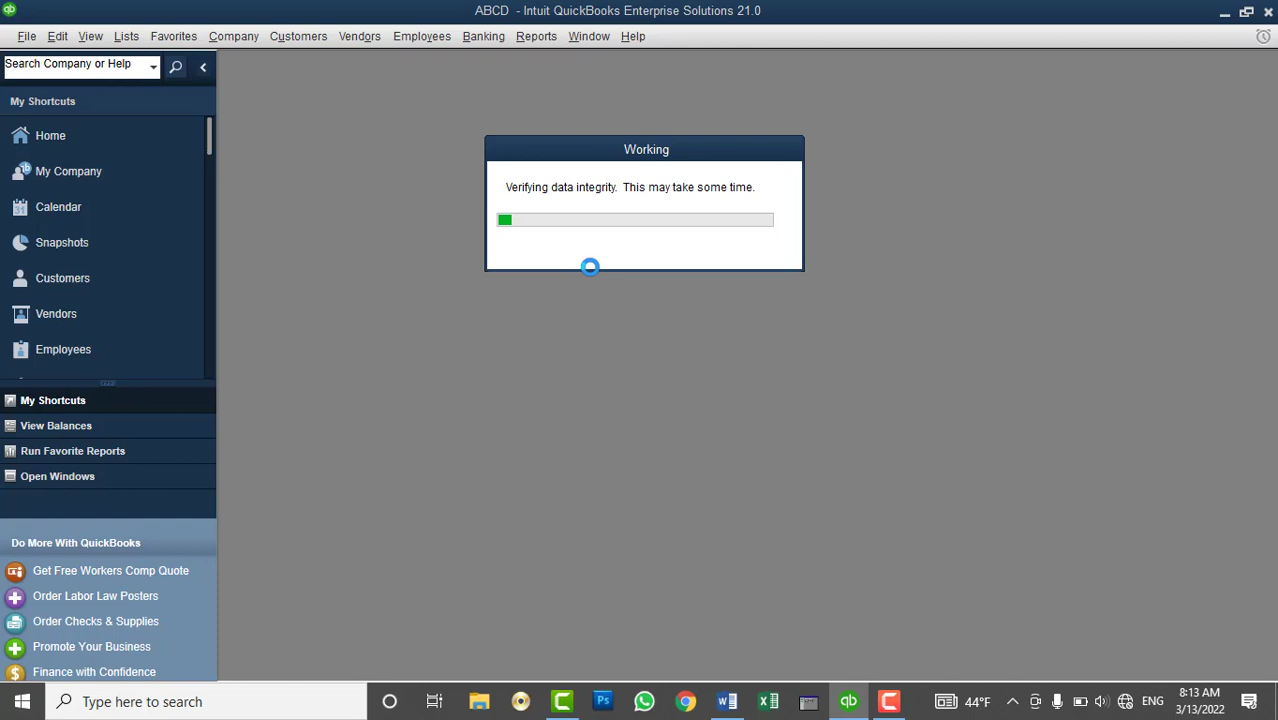 ABCD - Intuit QuickBooks Enterprise Solutions 21.0
File Edit View Lists Favorites Company Customers Vendors Employees Banking Reports Window Help
Search Company or Help
My Shortcuts
Home
My Company
Calendar
Snapshots
Customers
Vendors
Employees
My Shortcuts
View Balances
Run Favorite Reports
Open Windows
Do More With QuickBooks
Get Free Workers Comp Quote
Order Labor Law Posters
Order Checks & Supplies
Promote Your Business
Finance with Confidence
Working
Verifying data integrity. This may take some time.
Type here to search
44°F
ENG
8:13 AM
3/13/2022